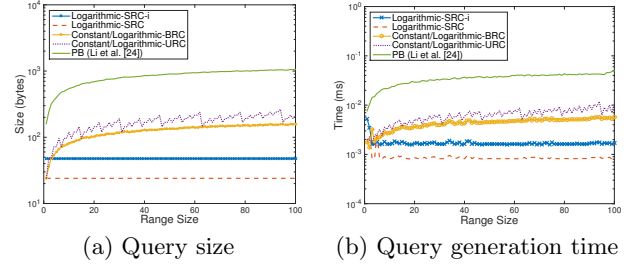 10^4
10^3
10^2
10^1
Size (bytes)
0
20
40
60
80
100
Range Size
Logarithmic-SRC-i
Logarithmic-SRC
Constant/Logarithmic-BRC
Constant/Logarithmic-URC
PB (Li et al. [24])
(a) Query size
10^0
10^-1
10^-2
10^-3
10^-4
Time (ms)
0
20
40
60
80
100
Range Size
Logarithmic-SRC-i
Logarithmic-SRC
Constant/Logarithmic-BRC
Constant/Logarithmic-URC
PB (Li et al. [24])
(b) Query generation time